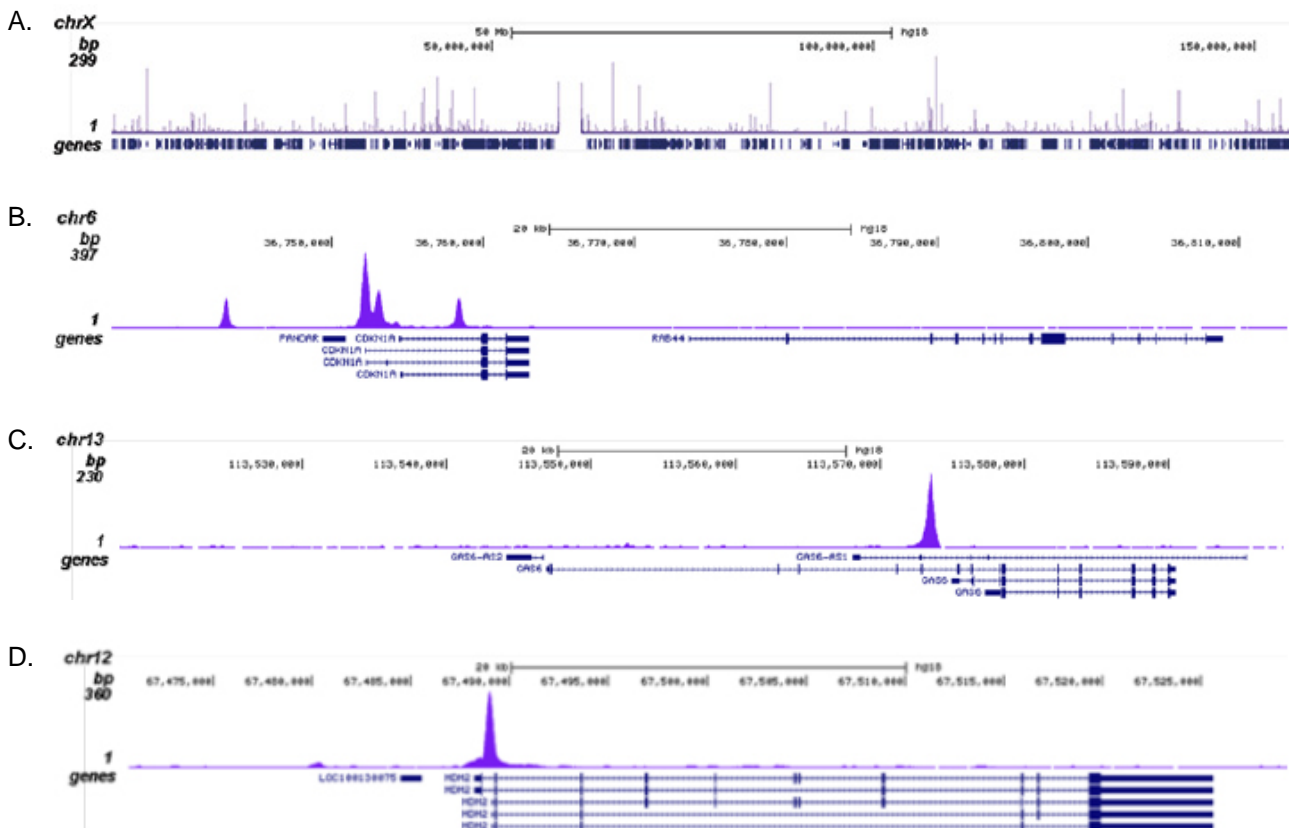 A.
chrX
50 Mb hg18
bp 50,000,000 100,000,000 150,000,000
299
1
genes
B.
chr6
20 kb hg18
bp 36,750,000 36,760,000 36,770,000 36,780,000 36,790,000 36,800,000 36,810,000
397
1
genes PANDAR CDKN1A RAB44
CDKN1A
CDKN1A
CDKN1A
C.
chr13
20 kb hg18
bp 113,530,000 113,540,000 113,550,000 113,560,000 113,570,000 113,580,000 113,590,000
230
1
genes GAS6-AS2 GAS6-AS1
GAS6
GAS6
GAS6
D.
chr12
20 kb hg18
bp 67,475,000 67,480,000 67,485,000 67,490,000 67,495,000 67,500,000 67,505,000 67,510,000 67,515,000 67,520,000 67,525,000
360
1
genes LOC100130075 MDM2
MDM2
MDM2
MDM2
MDM2